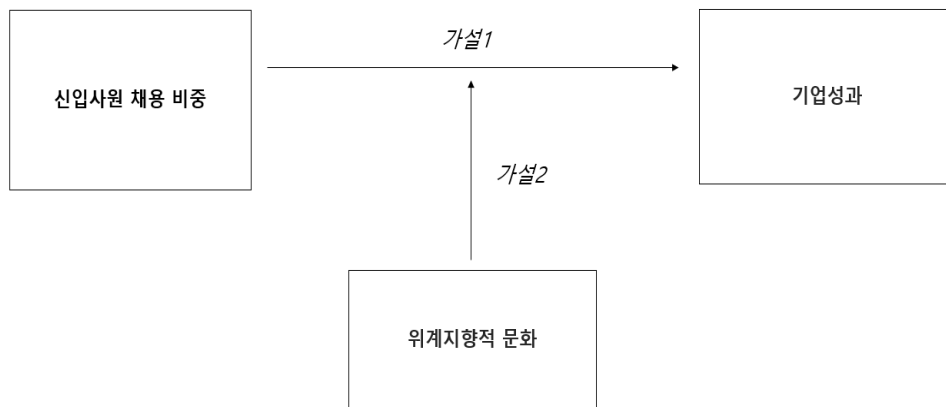 가설1
신입사원 채용 비중
기업성과
가설2
위계지향적 문화